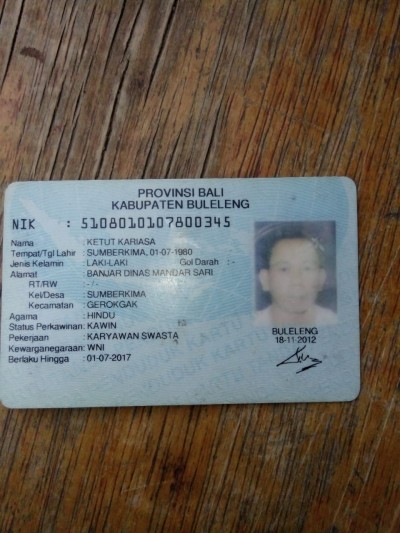 PROVINSI BALI
KABUPATEN BULELENG
NIK : 5108010107800345
Nama : KETUT KARIASA
Tempat/Tgl Lahir : SUMBERKIMA, 01-07-1980
Jenis Kelamin : LAKI-LAKI Gol Darah : -
Alamat : BANJAR DINAS MANDAR SARI
RT/RW : -/-
Kel/Desa : SUMBERKIMA
Kecamatan : GEROKGAK
Agama : HINDU
Status Perkawinan : KAWIN
Pekerjaan : KARYAWAN SWASTA
Kewarganegaraan : WNI
Berlaku Hingga : 01-07-2017
BULELENG
18-11-2012